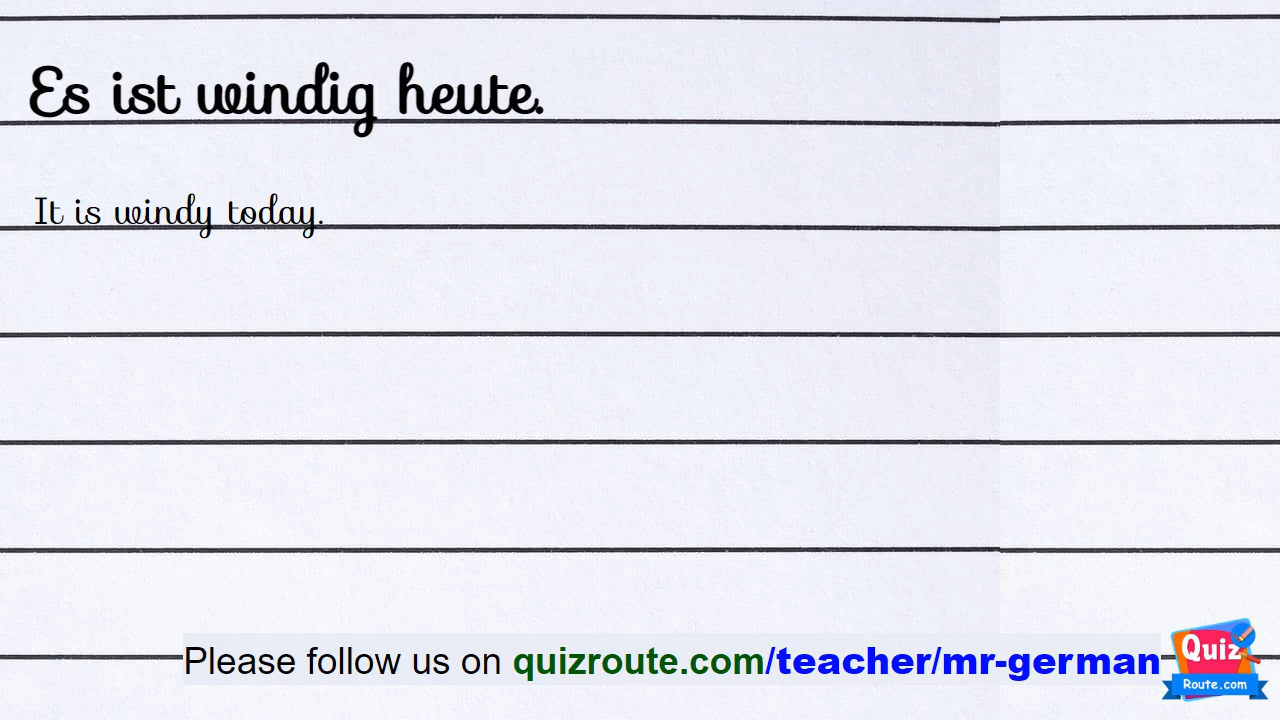 Es ist windig heute.
It is windy today.
Please follow us on quizroute.com/teacher/mr-german
Quiz
Route.com